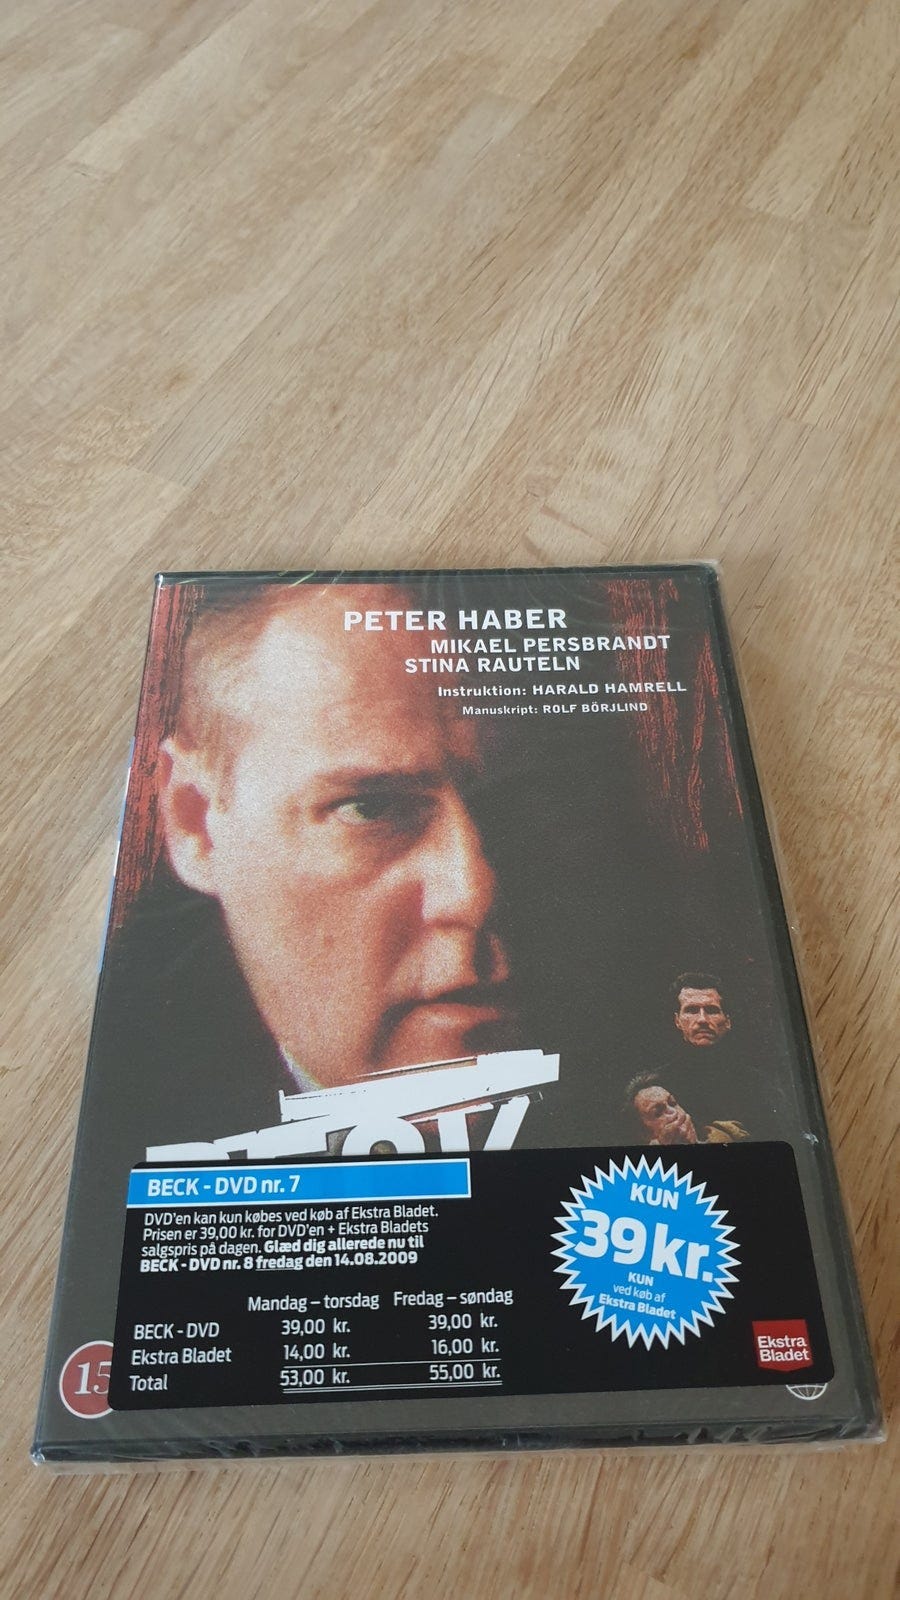 PETER HABER
MIKAEL PERSBRANDT
STINA RAUTELN
Instruktion: HARALD HAMRELL
Manuskript: ROLF BÖRJLIND
BECK
BECK - DVD nr. 7
DVD'en kan kun købes ved køb af Ekstra Bladet.
Prisen er 39,00 kr. for DVD'en + Ekstra Bladets
salgspris på dagen. Glæd dig allerede nu til
BECK - DVD nr. 8 fredag den 14.08.2009
Mandag – torsdag Fredag – søndag
BECK - DVD 39,00 kr. 39,00 kr.
Ekstra Bladet 14,00 kr. 16,00 kr.
Total 53,00 kr. 55,00 kr.
KUN
39 kr.
KUN
ved køb af
Ekstra Bladet
Ekstra
Bladet
15